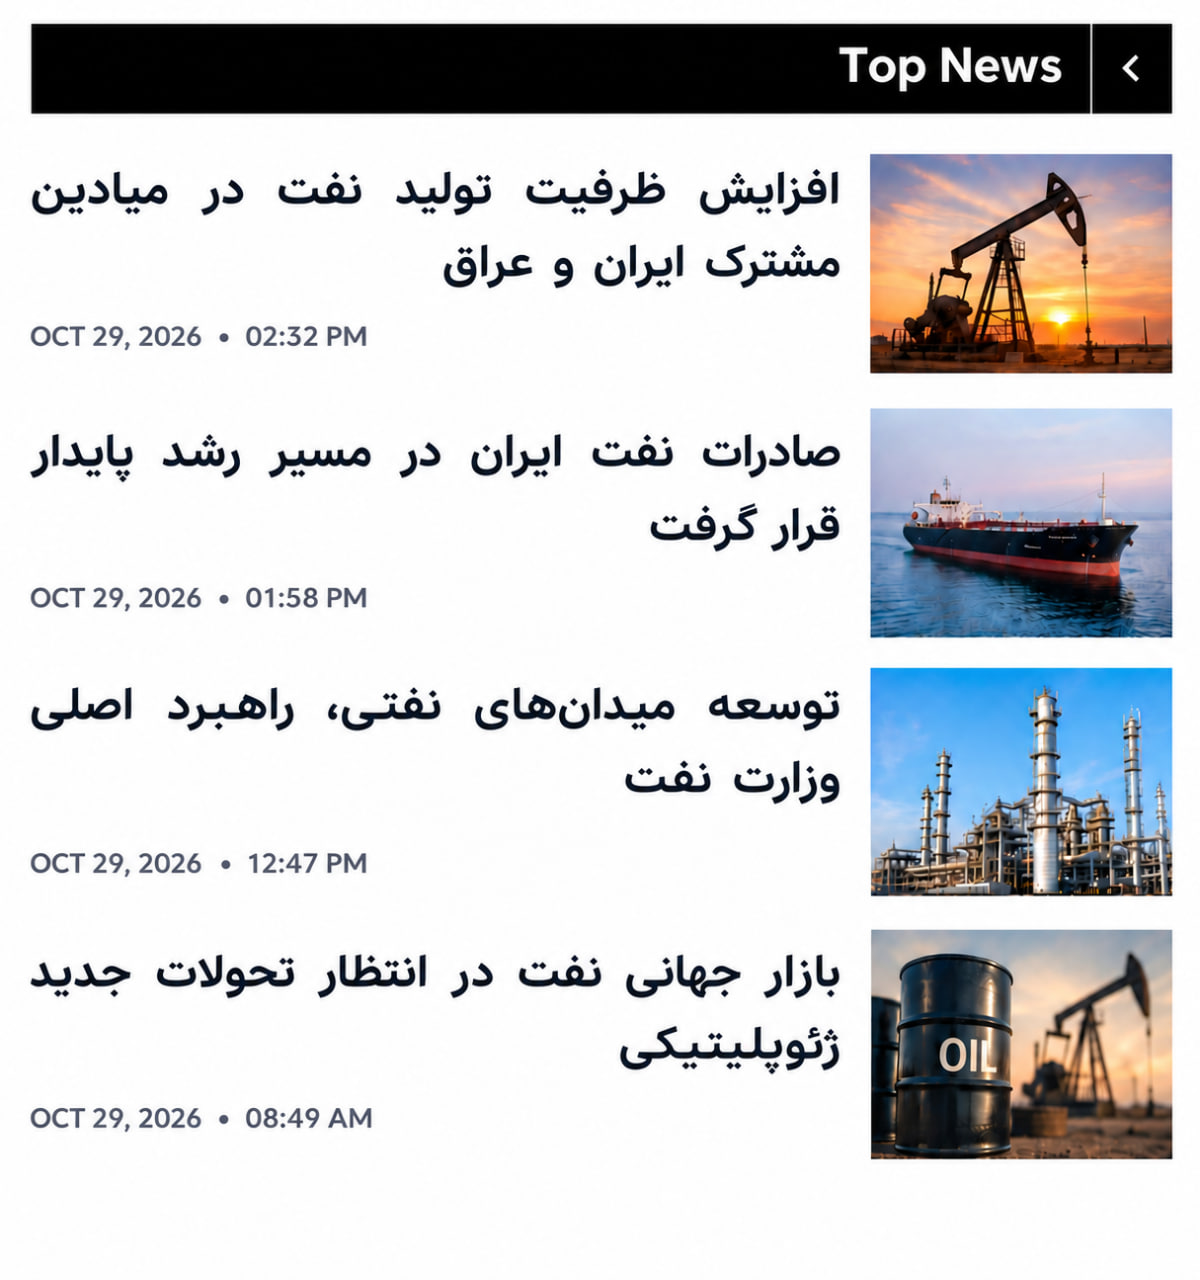 Top News
افزایش ظرفیت تولید نفت در میادین
مشترک ایران و عراق
OCT 29, 2026 • 02:32 PM
صادرات نفت ایران در مسیر رشد پایدار
قرار گرفت
OCT 29, 2026 • 01:58 PM
توسعه میدان‌های نفتی، راهبرد اصلی
وزارت نفت
OCT 29, 2026 • 12:47 PM
بازار جهانی نفت در انتظار تحولات جدید
ژئوپلیتیکی
OCT 29, 2026 • 08:49 AM
OIL